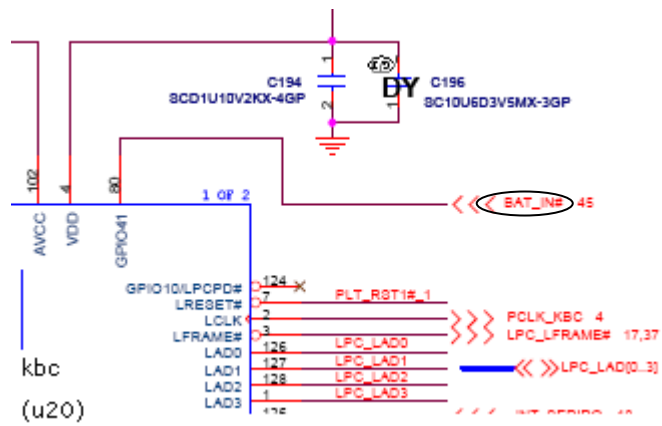 1
2
C194
SCD1U10V2KX-4GP
DY
1
C196
SC10U6D3V5MX-3GP
102
4
80
1 OF 2
BAT_IN# 45
AVCC
VDD
GPIO41
GPIO10/LPCPD# 124
LRESET# 7 PLT_RST1#_1
LCLK 2 PCLK_KBC 4
LFRAME# 3 LPC_LFRAME# 17,37
LAD0 126 LPC_LAD0
LAD1 127 LPC_LAD1 LPC_LAD[0..3]
LAD2 128 LPC_LAD2
LAD3 1 LPC_LAD3
kbc
(u20)